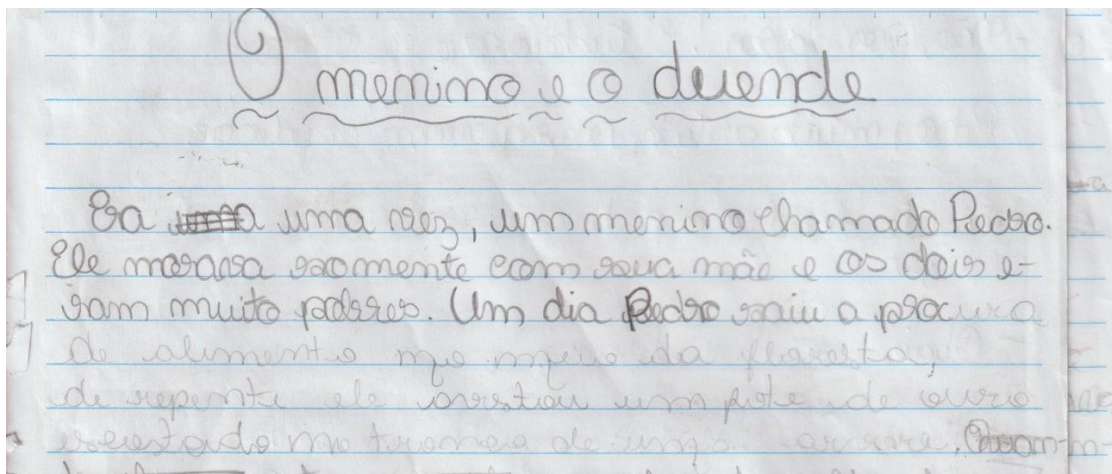 O menino e o duende
Era uma vez, um menino chamado Pedro.
Ele morava somente com sua mãe e os dois e-
ram muito pobres. Um dia Pedro saiu a procura
de alimento no meio da floresta,
de repente ele avistou um pote de ouro
no tronco de uma arvore.